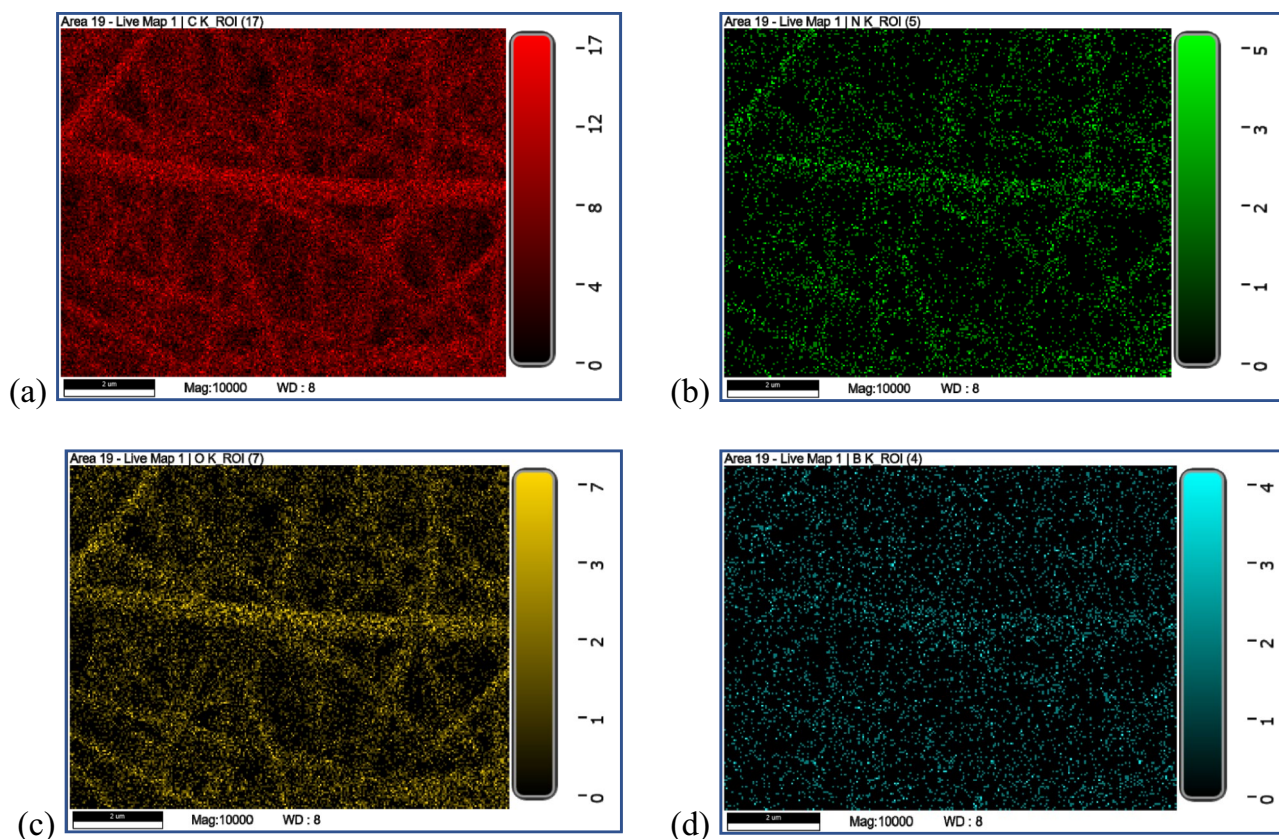 Area 19 - Live Map 1 | C K_ROI (17)
17
12
8
4
0
2 um Mag:10000 WD : 8
(a)
Area 19 - Live Map 1 | N K_ROI (5)
5
3
2
1
0
2 um Mag:10000 WD : 8
(b)
Area 19 - Live Map 1 | O K_ROI (7)
7
3
2
1
0
2 um Mag:10000 WD : 8
(c)
Area 19 - Live Map 1 | B K_ROI (4)
4
3
2
1
0
2 um Mag:10000 WD : 8
(d)